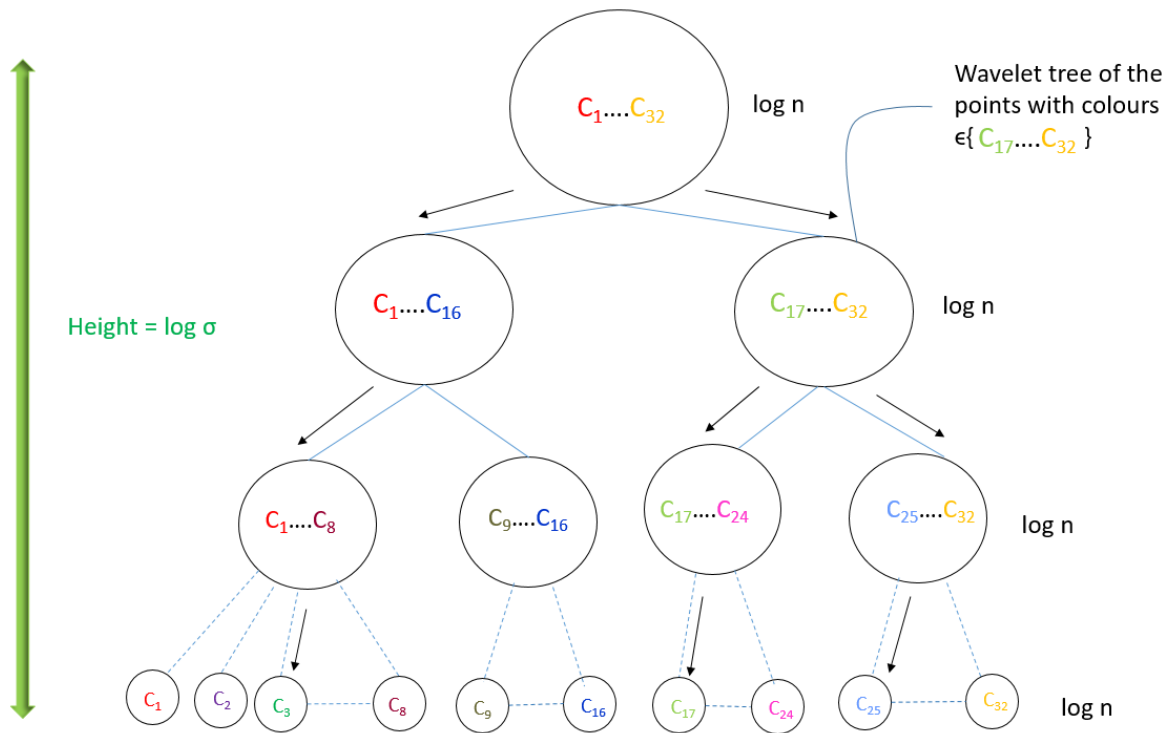 C₁....C₃₂
log n
Wavelet tree of the
points with colours
ϵ{ C₁₇....C₃₂ }
C₁....C₁₆
C₁₇....C₃₂
log n
Height = log σ
C₁....C₈
C₉....C₁₆
C₁₇....C₂₄
C₂₅....C₃₂
log n
C₁
C₂
C₃
C₈
C₉
C₁₆
C₁₇
C₂₄
C₂₅
C₃₂
log n